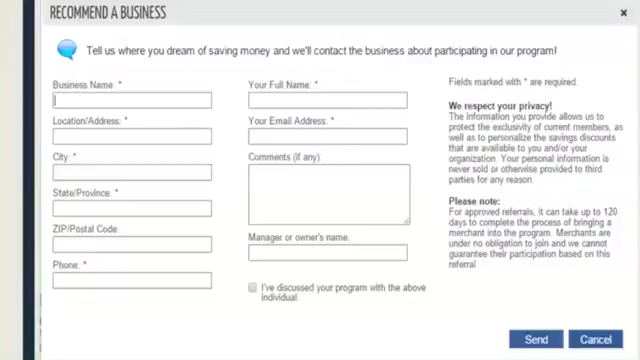 RECOMMEND A BUSINESS
Tell us where you dream of saving money and we'll contact the business about participating in our program!
Business Name: *
Location/Address: *
City: *
State/Province: *
ZIP/Postal Code:
Phone: *
Your Full Name: *
Your Email Address: *
Comments (if any):
Manager or owner's name.
I've discussed your program with the above
individual.
Fields marked with * are required.
We respect your privacy!
The information you provide allows us to
protect the exclusivity of current members, as
well as to personalize the savings discounts
that are available to you and/or your
organization. Your personal information is
never sold or otherwise provided to third
parties for any reason.
Please note:
For approved referrals, it can take up to 120
days to complete the process of bringing a
merchant into the program. Merchants are
under no obligation to join and we cannot
guarantee their participation based on this
referral
Send
Cancel